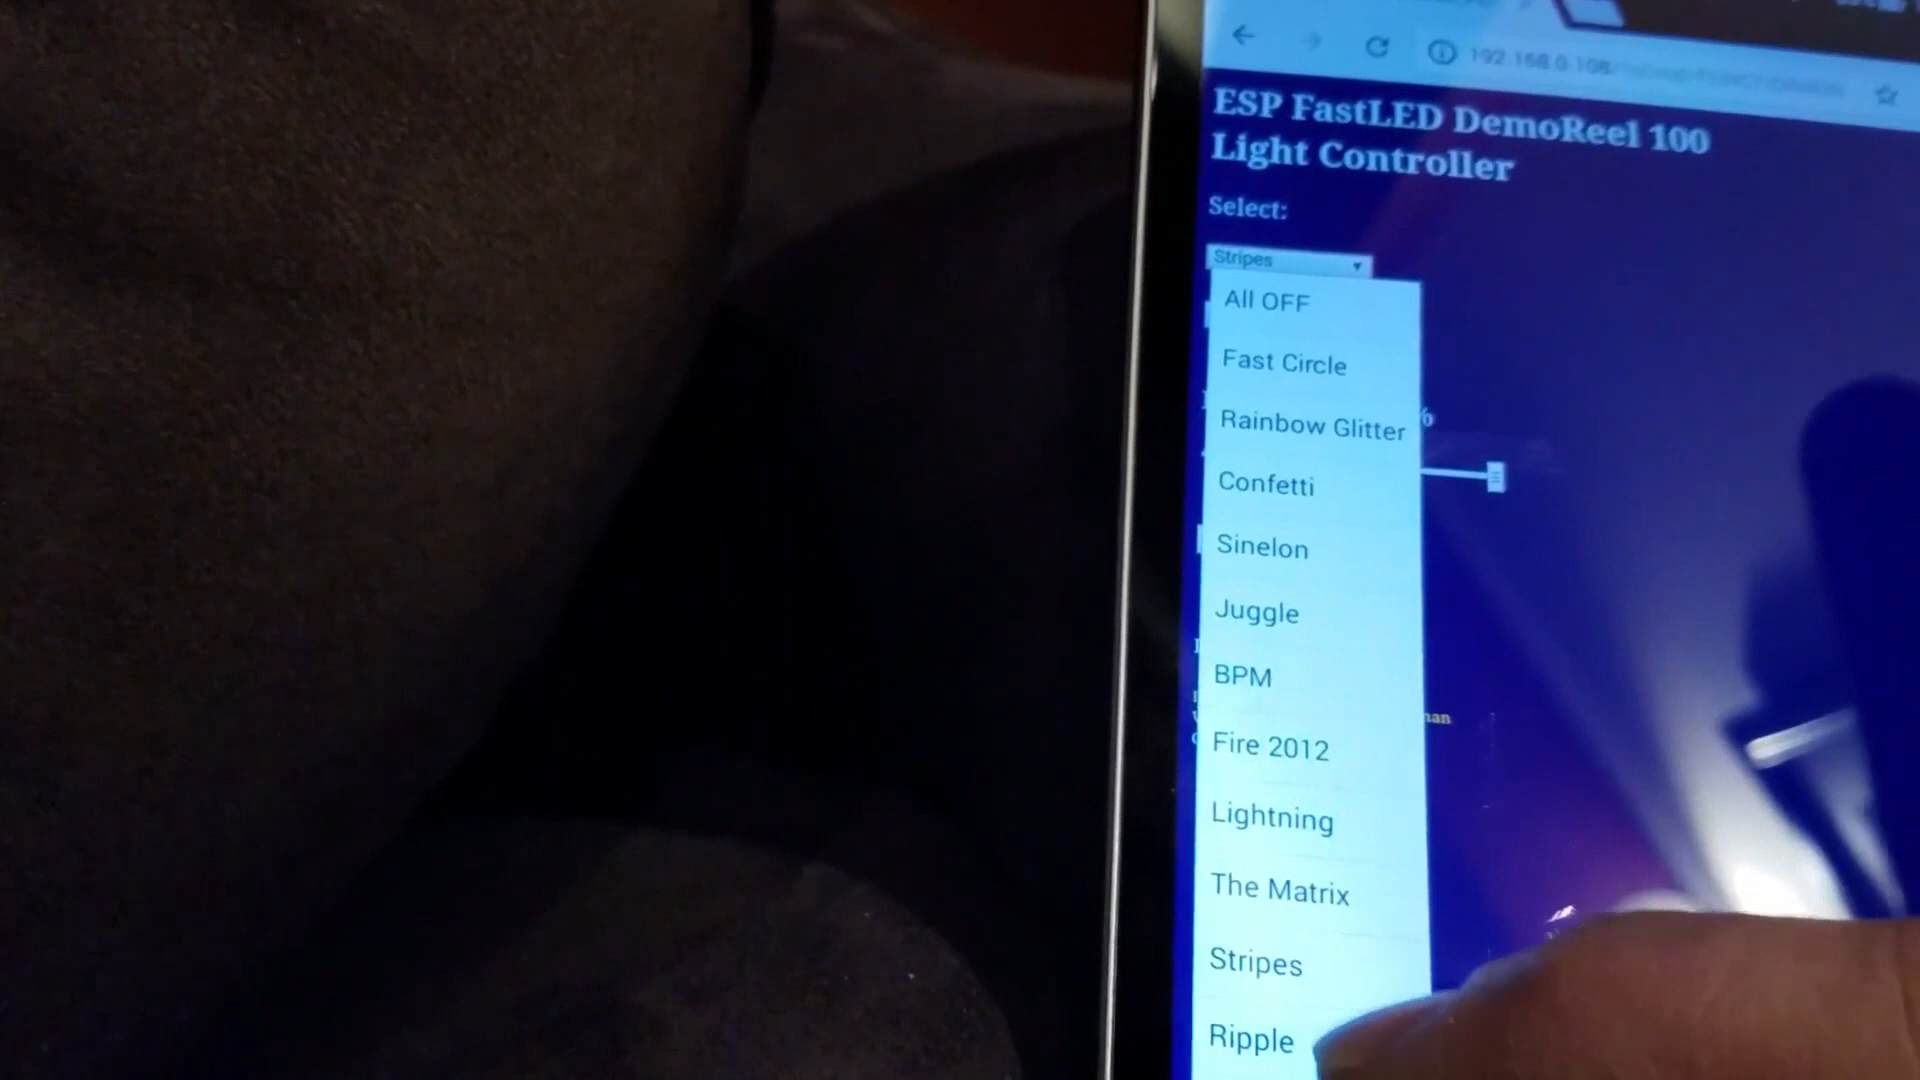 192.168.0.108/
ESP FastLED DemoReel 100
Light Controller
Select:
Stripes
All OFF
Fast Circle
Rainbow Glitter
%
Confetti
Sinelon
Juggle
BPM
Fire 2012
Lightning
The Matrix
Stripes
Ripple